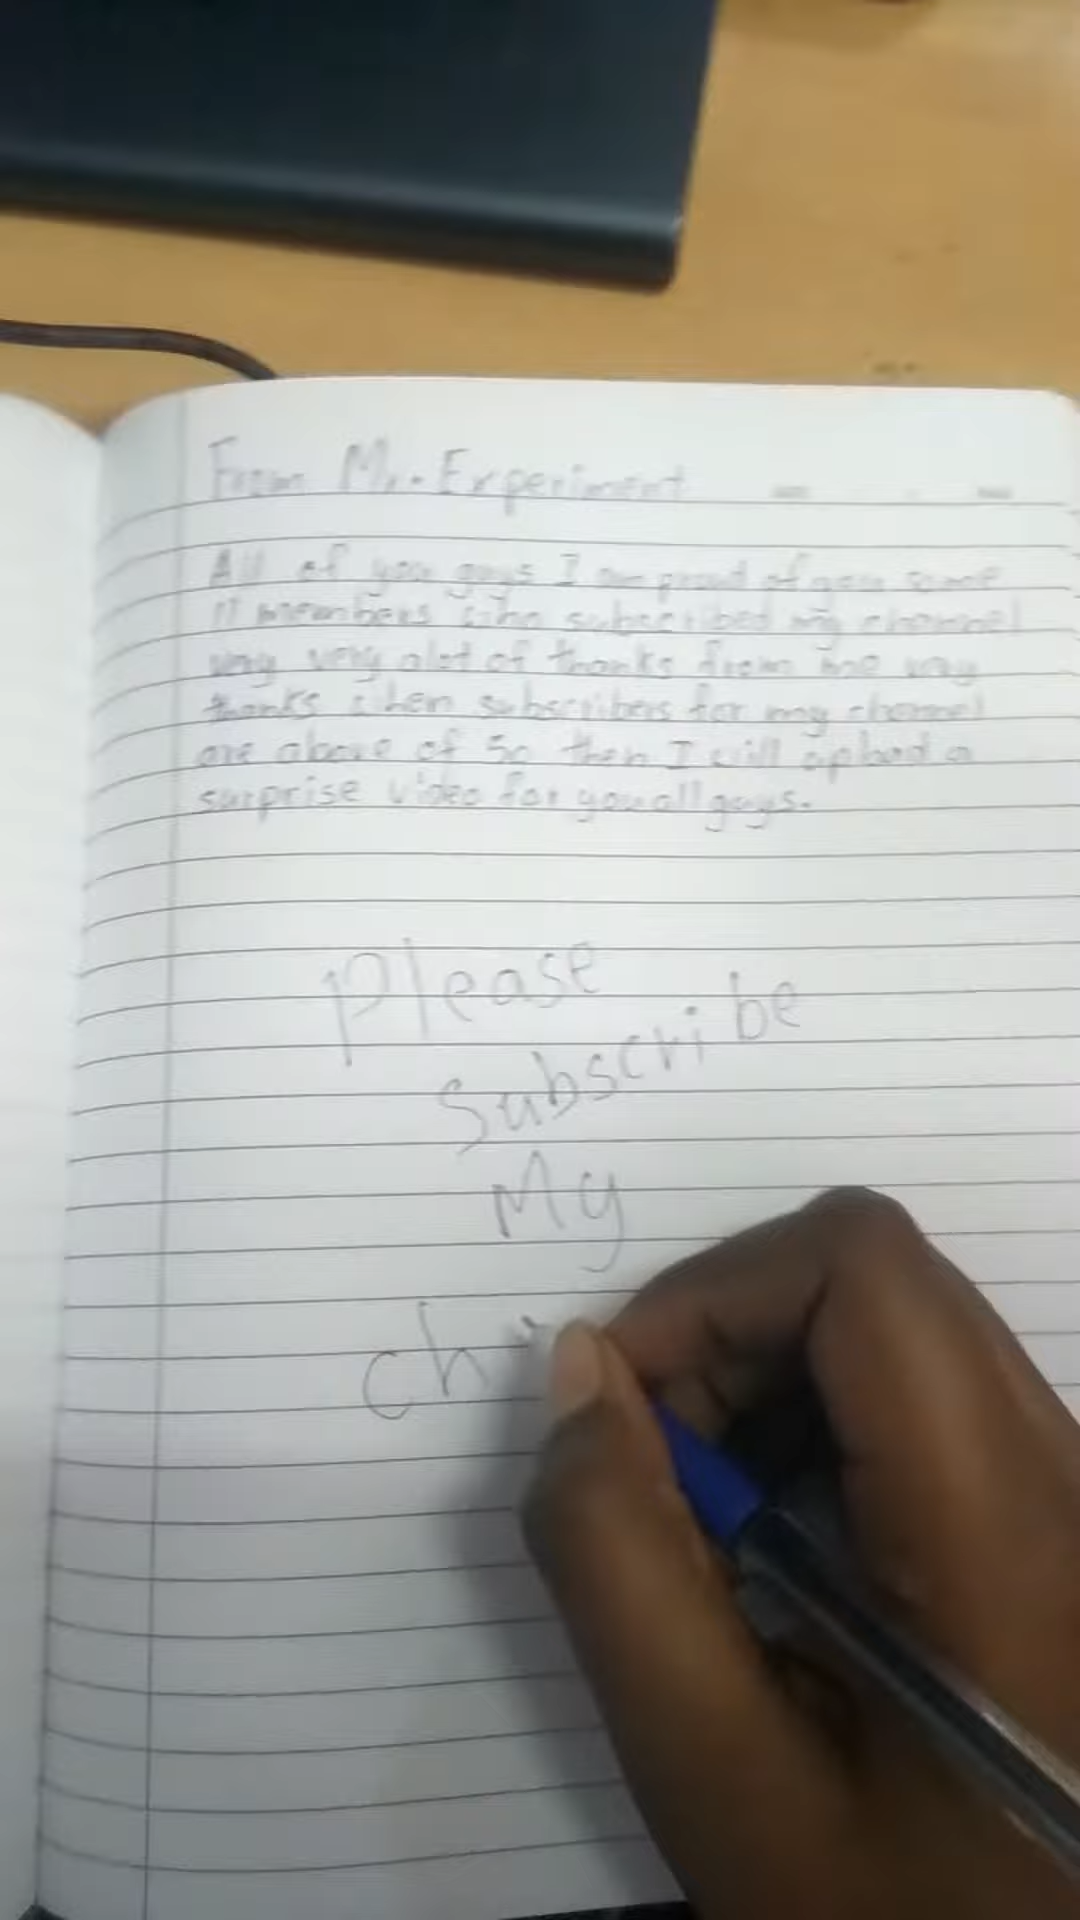 From Mr. Experiment
All of you guys I am proud of you some
11 members who subscribed my channel
very very alot of thanks from me very
thanks when subscribers for my channel
are above of 50 then I will upload a
surprise video for you all guys.
Please
Subscribe
My
ch